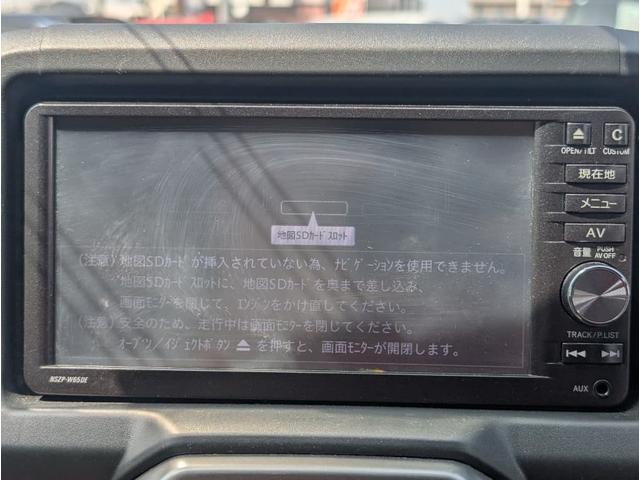 地図SDｶｰﾄﾞｽﾛｯﾄ
(注意) 地図SDｶｰﾄﾞが挿入されていない為、ﾅﾋﾞｹﾞｰｼｮﾝを使用できません。
地図SDｶｰﾄﾞｽﾛｯﾄに、地図SDｶｰﾄﾞを奥まで差し込み、
画面ﾓﾆﾀｰを閉じて、ｴﾝｼﾞﾝをかけ直してください。
(注意) 安全のため、走行中は画面ﾓﾆﾀｰを閉じてください。
ｵｰﾌﾟﾝ/ｲｼﾞｪｸﾄﾎﾞﾀﾝ ⏏ を押すと、画面ﾓﾆﾀｰが開閉します。
NSZP-W65DE
⏏ C
OPEN/TILT CUSTOM
現在地
メニュー
AV
音量 PUSH AV OFF
TRACK/P.LIST
AUX